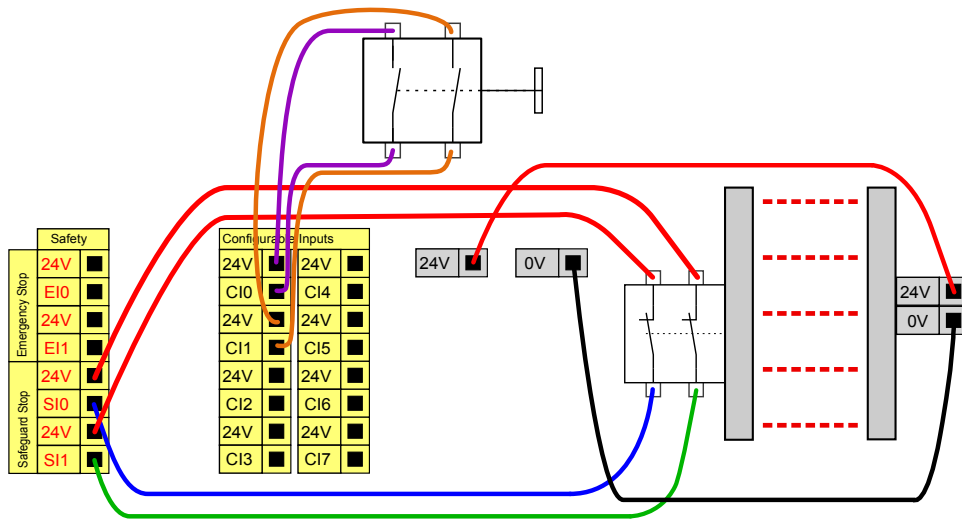 Safety
Emergency Stop
24V
EI0
24V
EI1
Safeguard Stop
24V
SI0
24V
SI1
Configurable Inputs
24V 24V
CI0 CI4
24V 24V
CI1 CI5
24V 24V
CI2 CI6
24V 24V
CI3 CI7
24V 0V
24V
0V